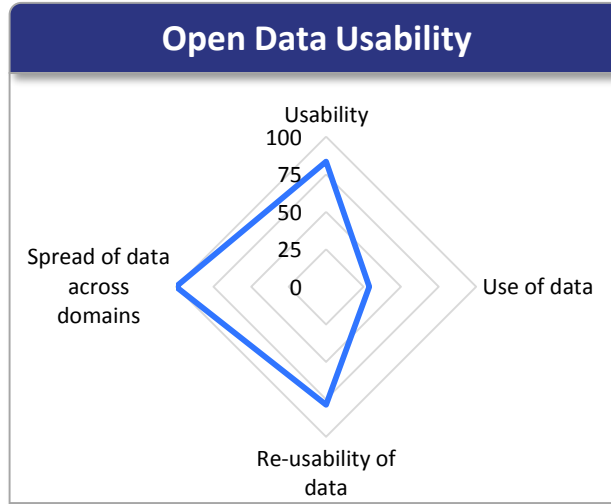 Open Data Usability
Usability
100
75
50
25
0
Spread of data
across
domains
Use of data
Re-usability of
data